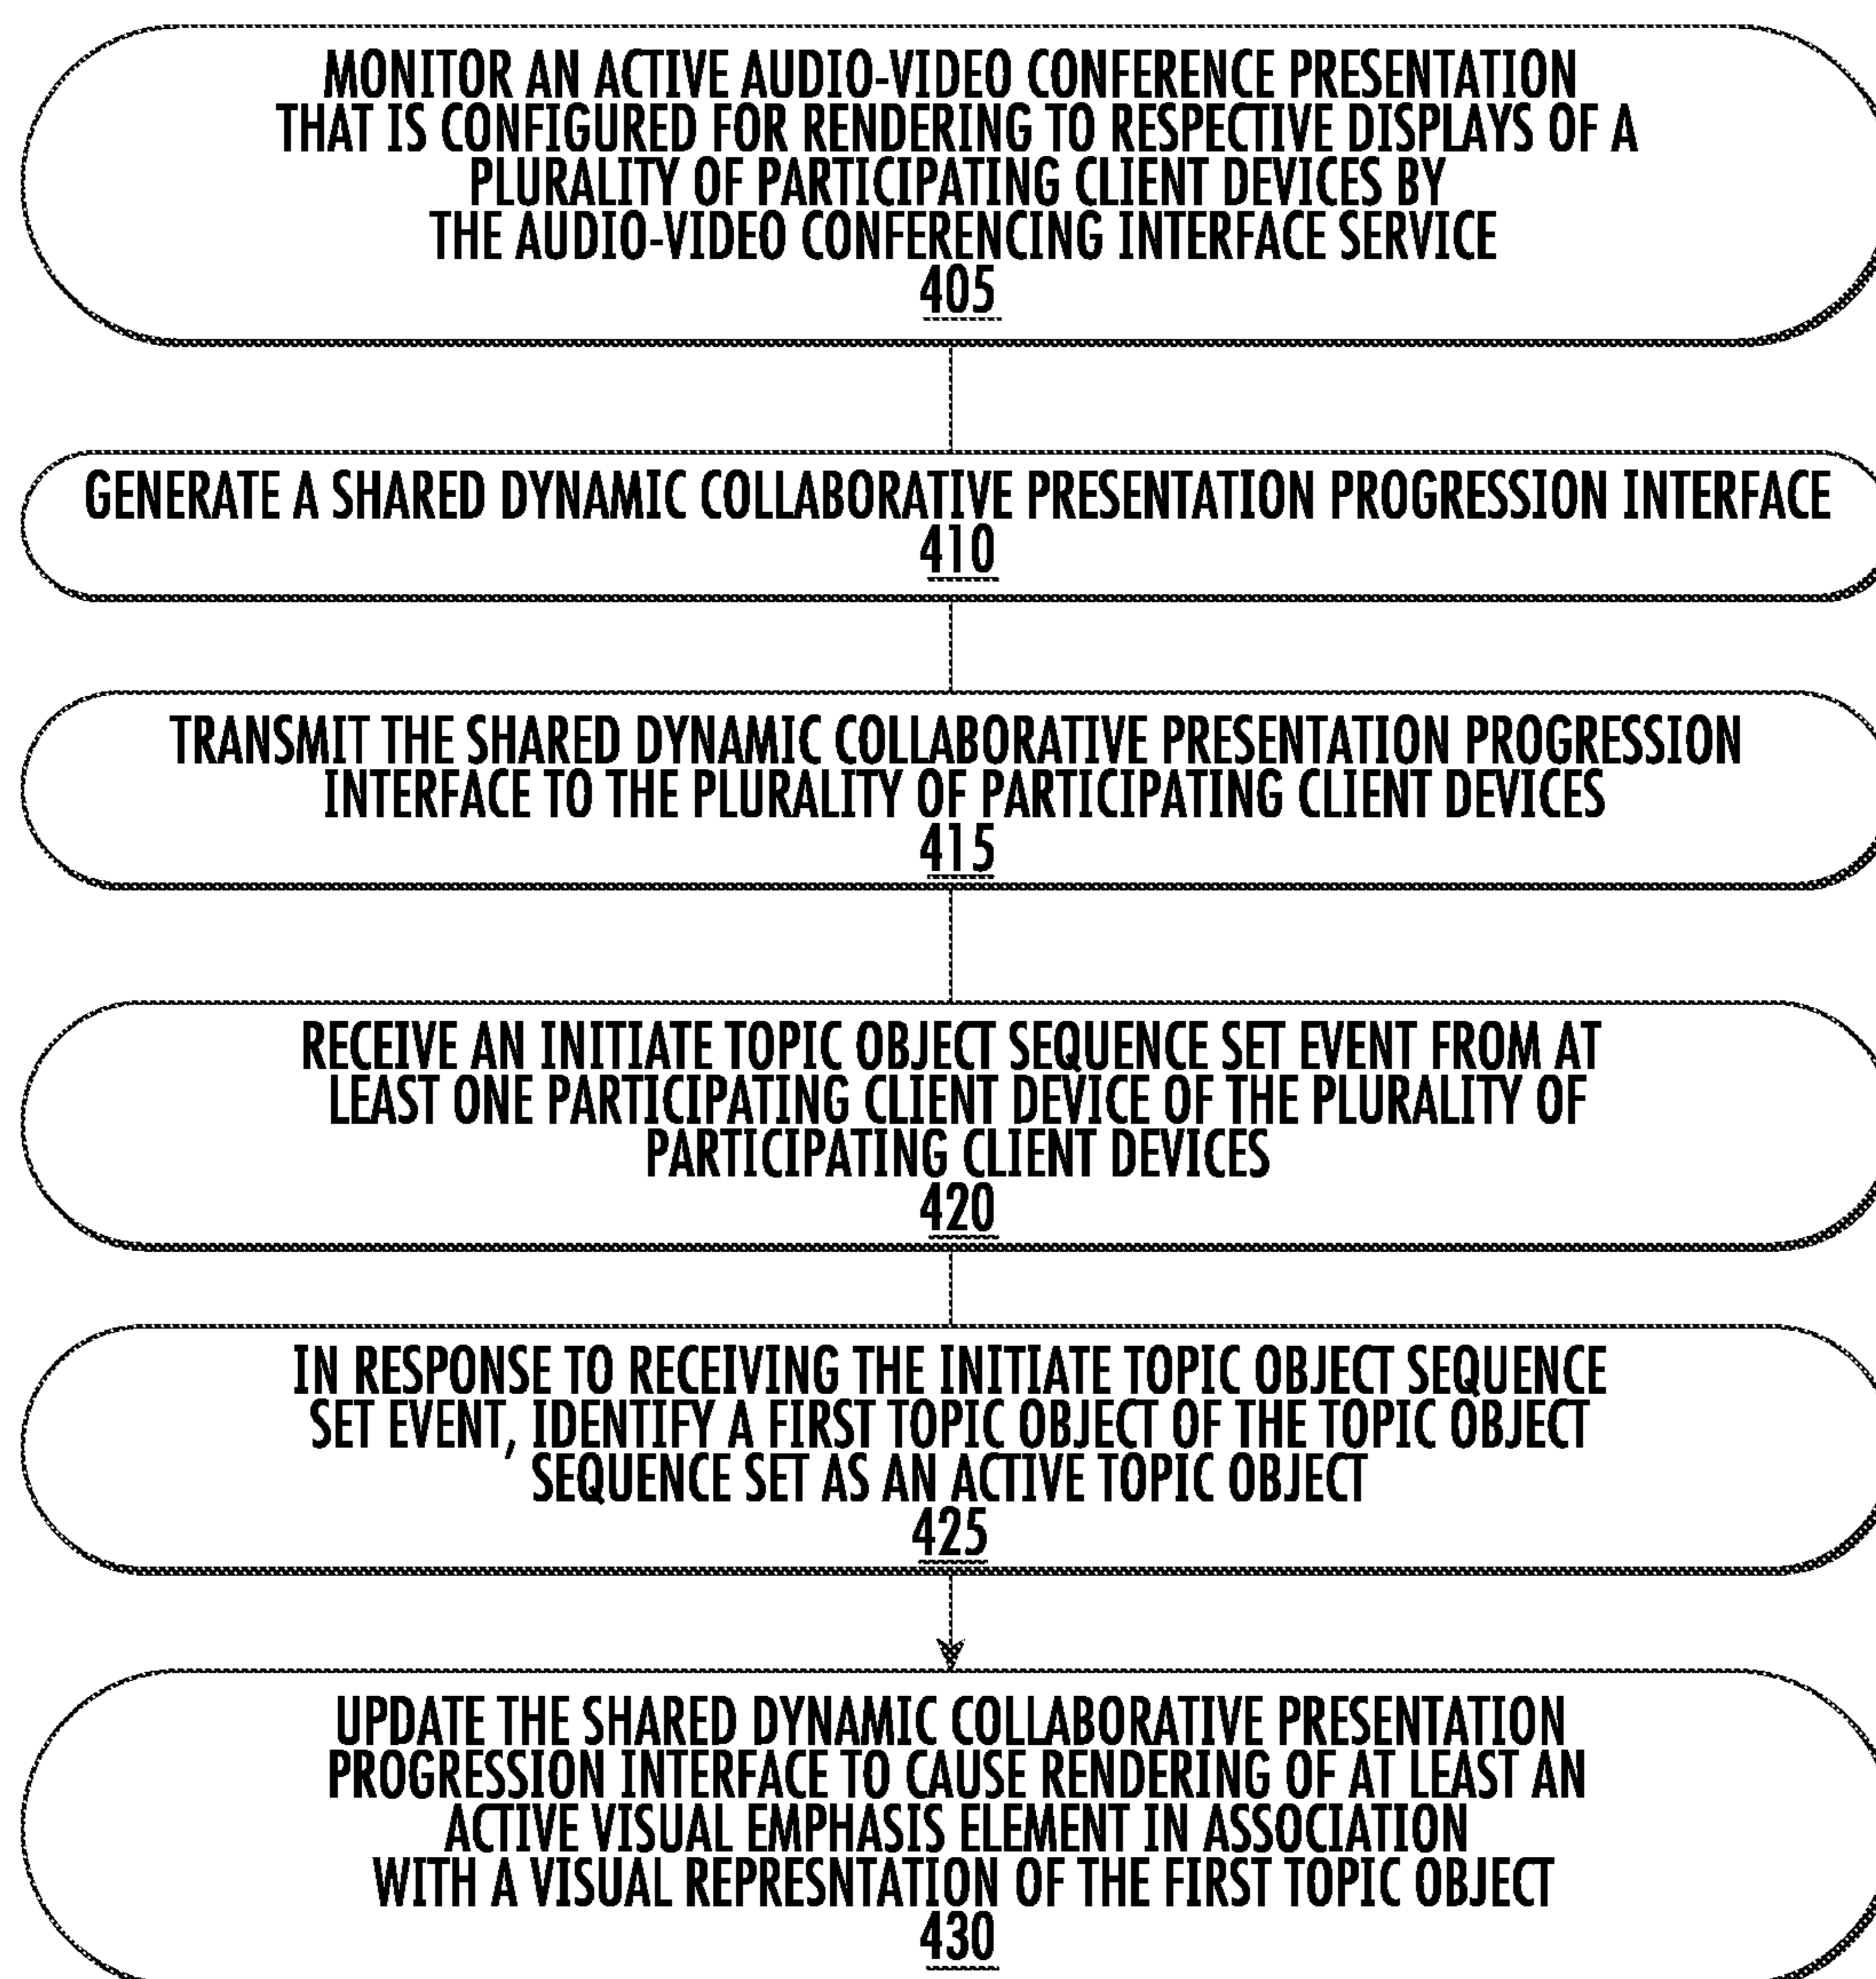 MONITOR AN ACTIVE AUDIO-VIDEO CONFERENCE PRESENTATION
THAT IS CONFIGURED FOR RENDERING TO RESPECTIVE DISPLAYS OF A
PLURALITY OF PARTICIPATING CLIENT DEVICES BY
THE AUDIO-VIDEO CONFERENCING INTERFACE SERVICE
405
GENERATE A SHARED DYNAMIC COLLABORATIVE PRESENTATION PROGRESSION INTERFACE
410
TRANSMIT THE SHARED DYNAMIC COLLABORATIVE PRESENTATION PROGRESSION
INTERFACE TO THE PLURALITY OF PARTICIPATING CLIENT DEVICES
415
RECEIVE AN INITIATE TOPIC OBJECT SEQUENCE SET EVENT FROM AT
LEAST ONE PARTICIPATING CLIENT DEVICE OF THE PLURALITY OF
PARTICIPATING CLIENT DEVICES
420
IN RESPONSE TO RECEIVING THE INITIATE TOPIC OBJECT SEQUENCE
SET EVENT, IDENTIFY A FIRST TOPIC OBJECT OF THE TOPIC OBJECT
SEQUENCE SET AS AN ACTIVE TOPIC OBJECT
425
UPDATE THE SHARED DYNAMIC COLLABORATIVE PRESENTATION
PROGRESSION INTERFACE TO CAUSE RENDERING OF AT LEAST AN
ACTIVE VISUAL EMPHASIS ELEMENT IN ASSOCIATION
WITH A VISUAL REPRESNTATION OF THE FIRST TOPIC OBJECT
430